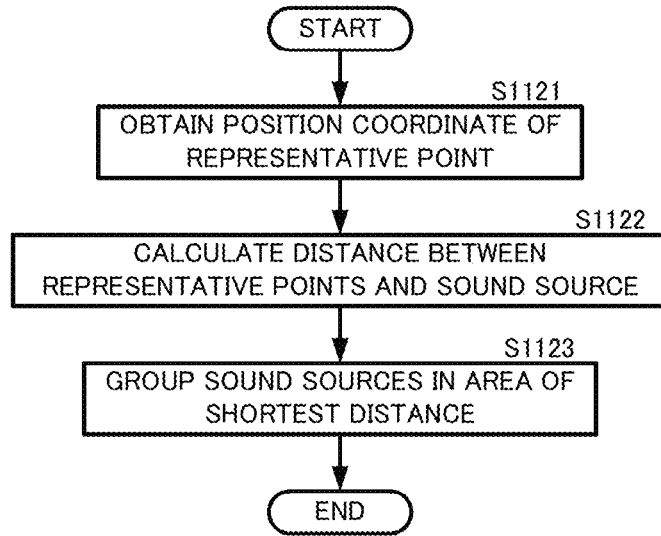 START
S1121
OBTAIN POSITION COORDINATE OF
REPRESENTATIVE POINT
S1122
CALCULATE DISTANCE BETWEEN
REPRESENTATIVE POINTS AND SOUND SOURCE
S1123
GROUP SOUND SOURCES IN AREA OF
SHORTEST DISTANCE
END